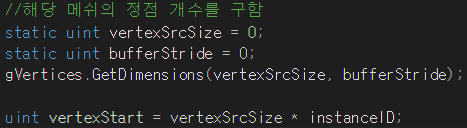 //해당 메쉬의 정점 개수를 구함
static uint vertexSrcSize = 0;
static uint bufferStride = 0;
gVertices.GetDimensions(vertexSrcSize, bufferStride);
uint vertexStart = vertexSrcSize * instanceID;